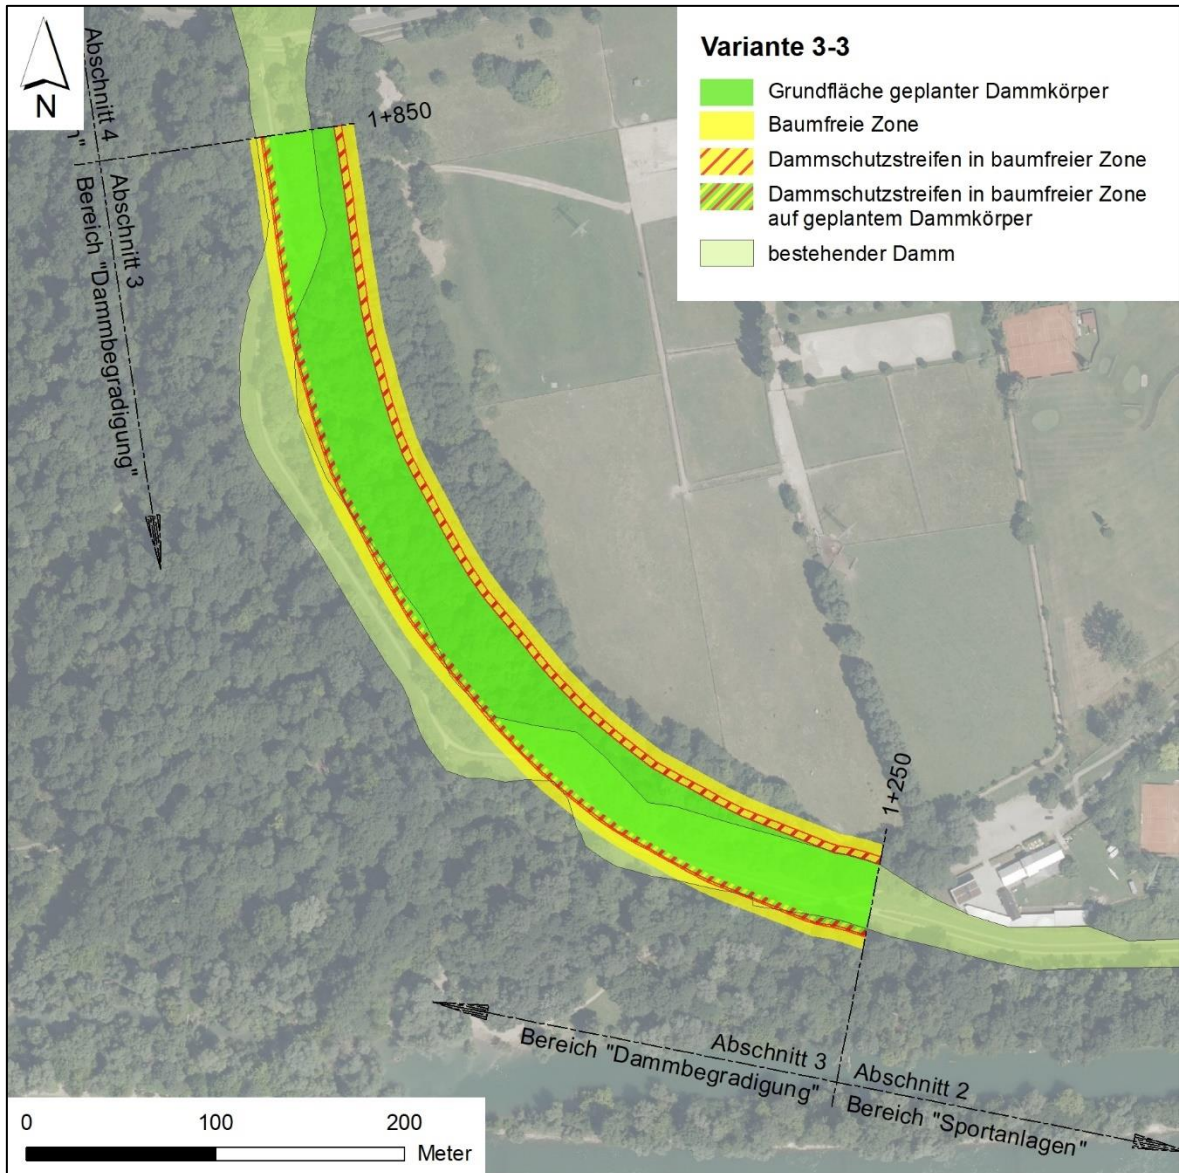 N
Variante 3-3
Grundfläche geplanter Dammkörper
Baumfreie Zone
Dammschutzstreifen in baumfreier Zone
Dammschutzstreifen in baumfreier Zone
auf geplantem Dammkörper
bestehender Damm
Abschnitt 4
1+850
Abschnitt 3
Bereich "Dammbegradigung"
1+250
Abschnitt 3
Bereich "Dammbegradigung"
Abschnitt 2
Bereich "Sportanlagen"
0 100 200
Meter